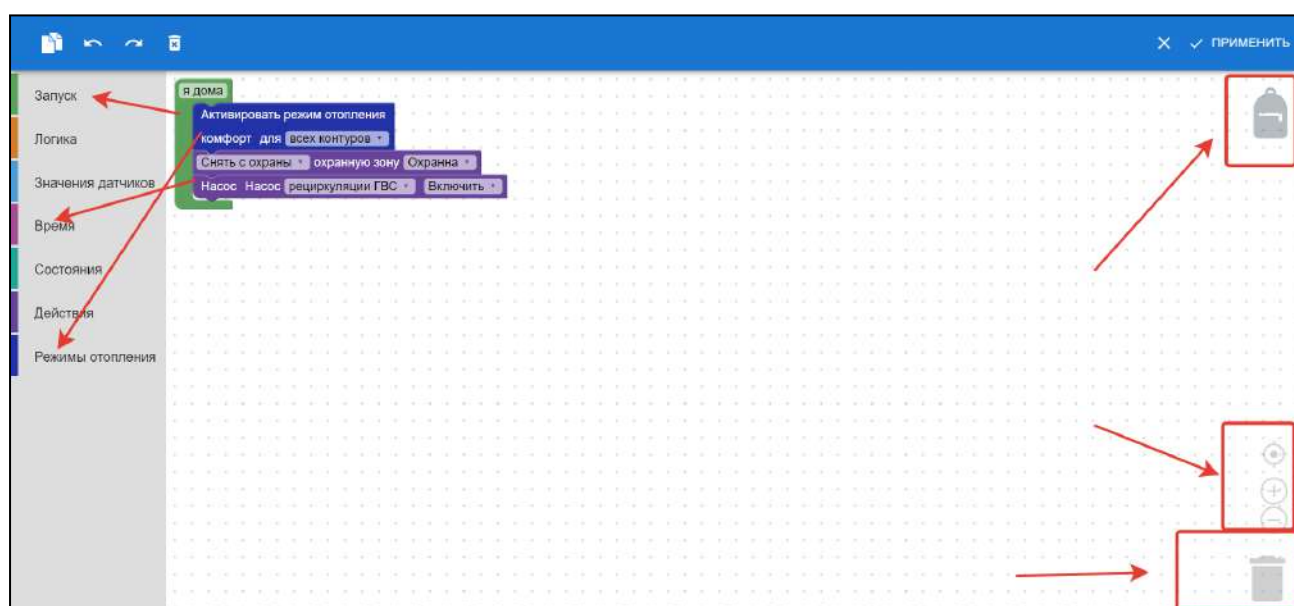 ПРИМЕНИТЬ
Запуск
Логика
Значения датчиков
Время
Состояния
Действия
Режимы отопления
я дома
Активировать режим отопления
комфорт для всех контуров
Снять с охраны охранную зону Охранна
Насос Насос рециркуляции ГВС Включить